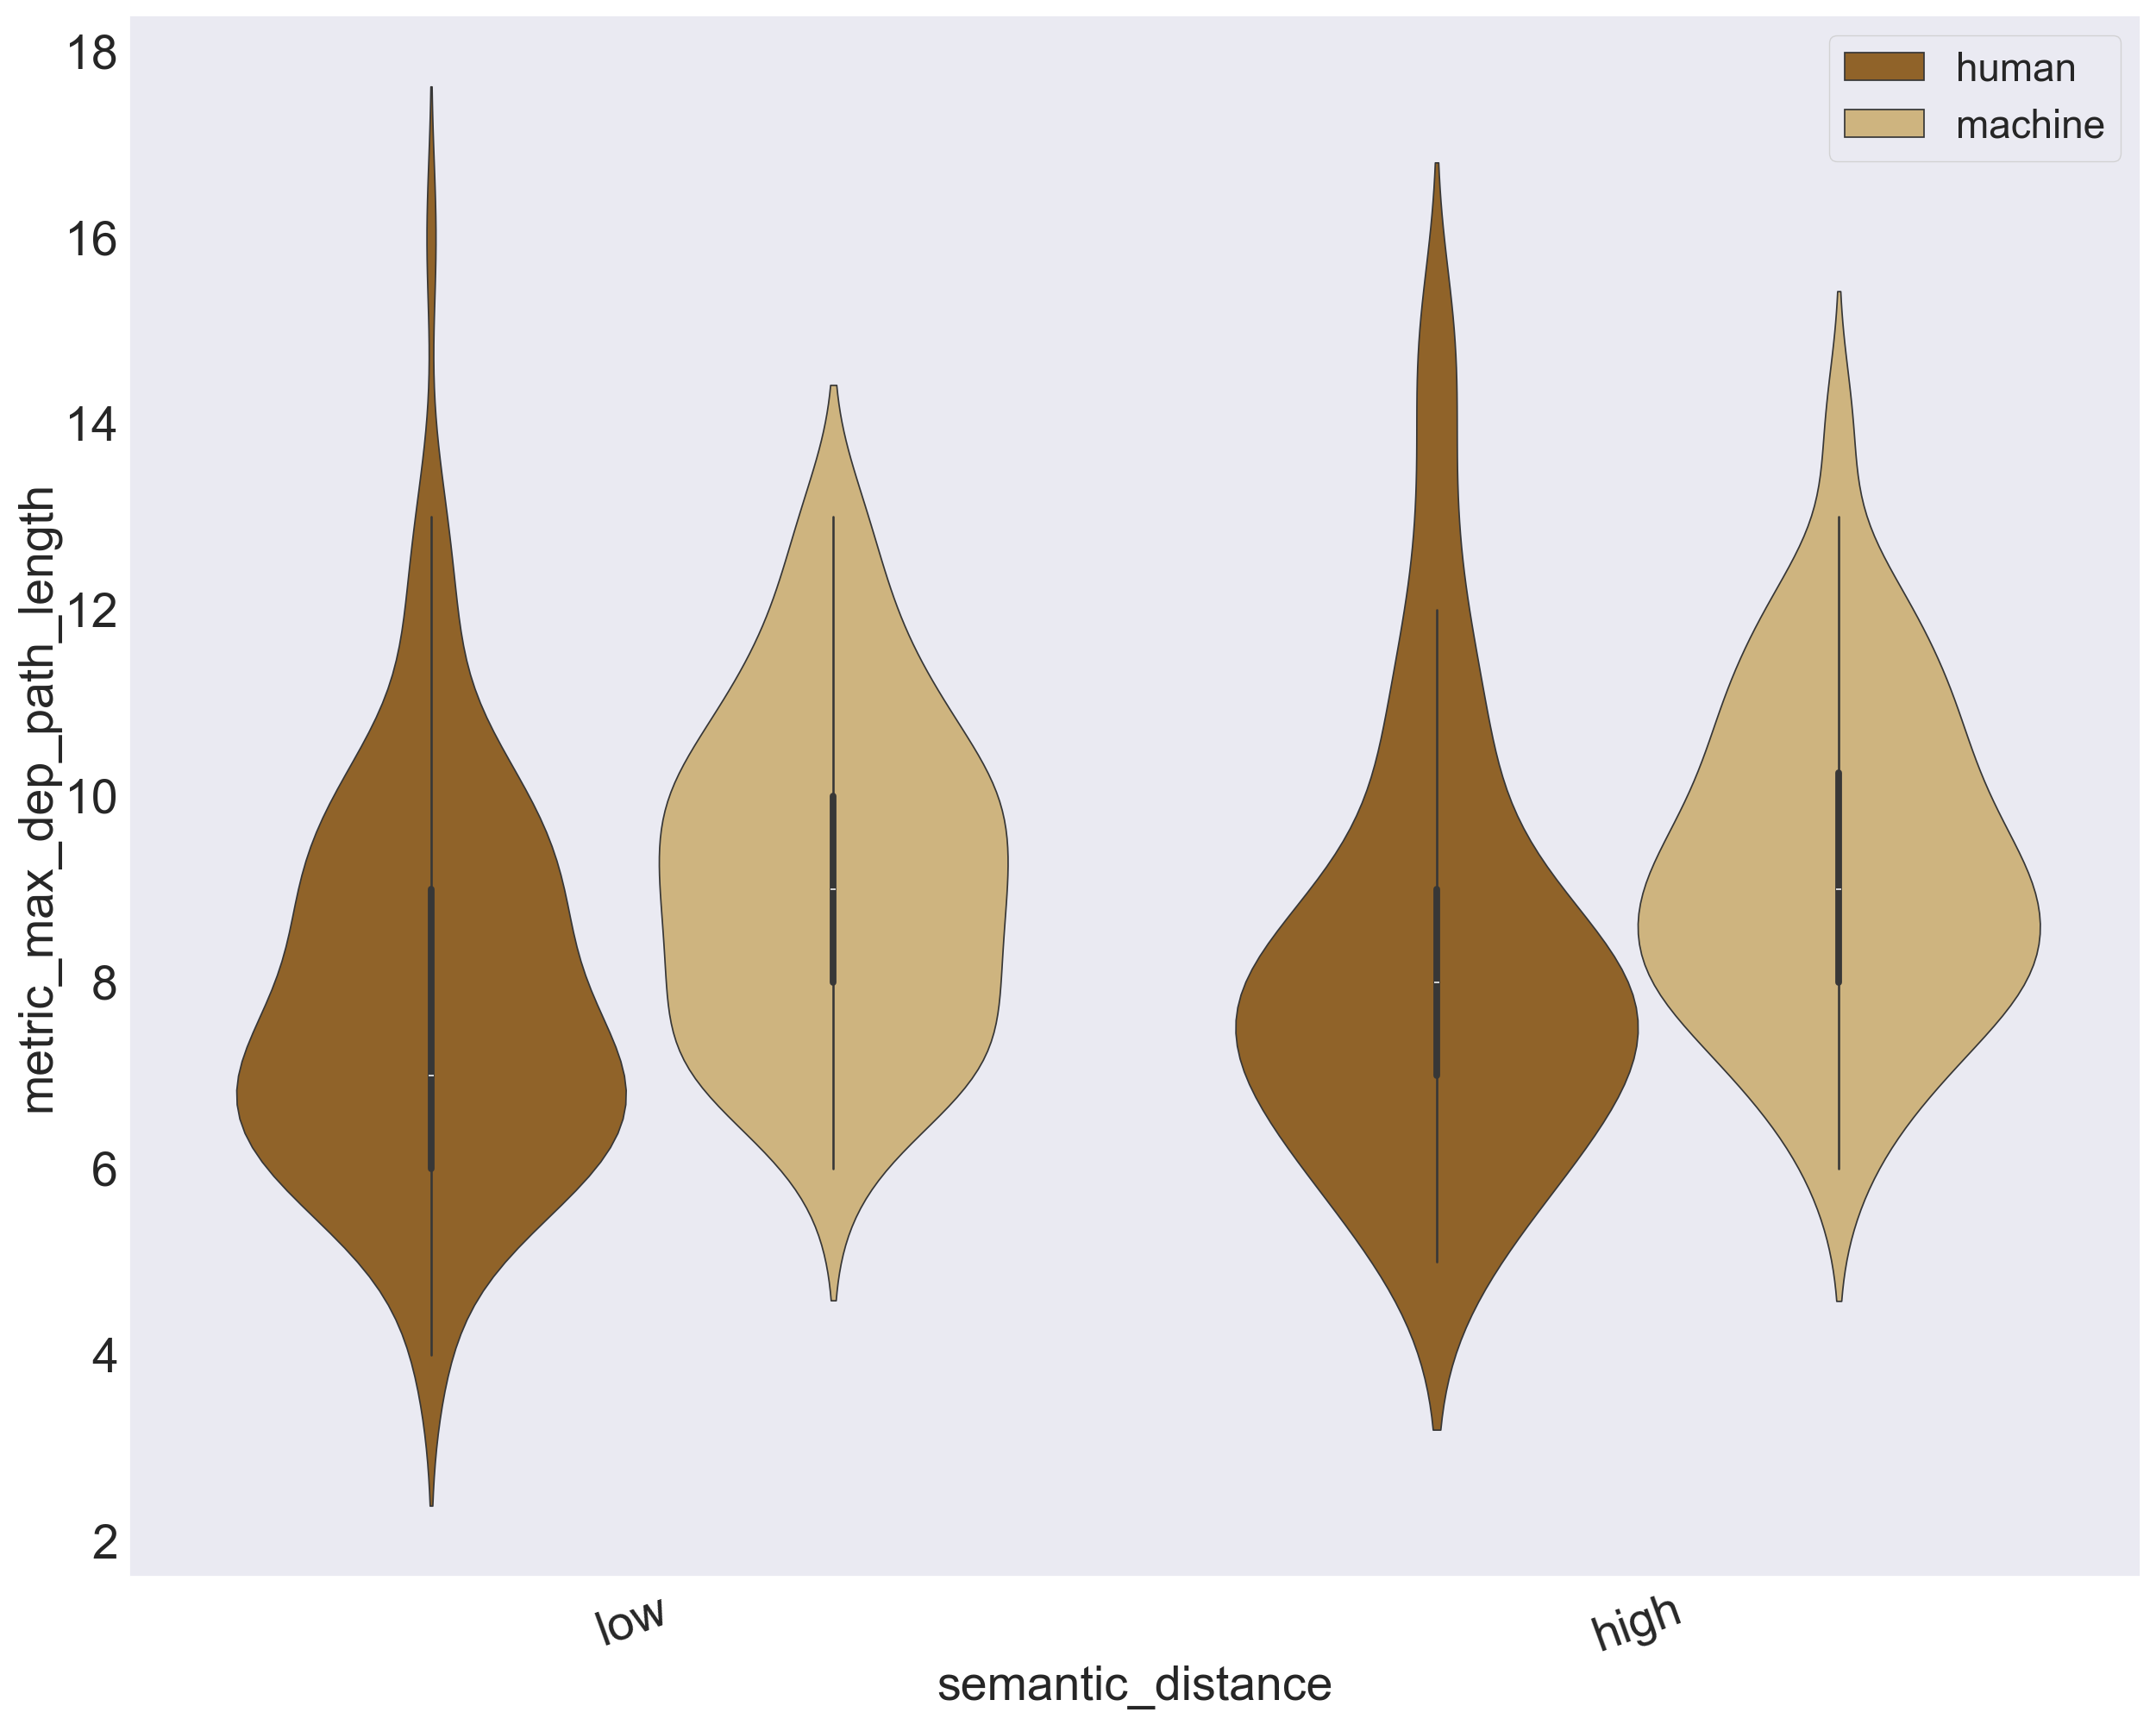 human
machine
metric_max_dep_path_length
18
16
14
12
10
8
6
4
2
low
high
semantic_distance